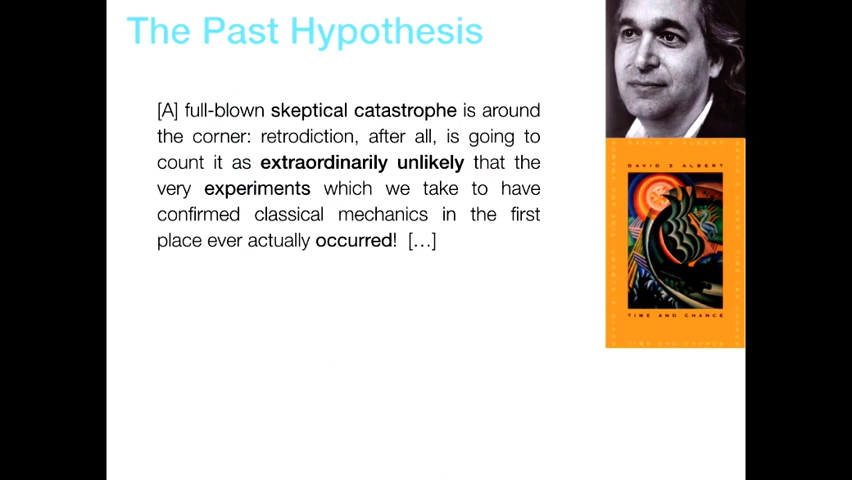 The Past Hypothesis
[A] full-blown skeptical catastrophe is around
the corner: retrodiction, after all, is going to
count it as extraordinarily unlikely that the
very experiments which we take to have
confirmed classical mechanics in the first
place ever actually occurred! […]
DAVID Z ALBERT
TIME AND CHANCE